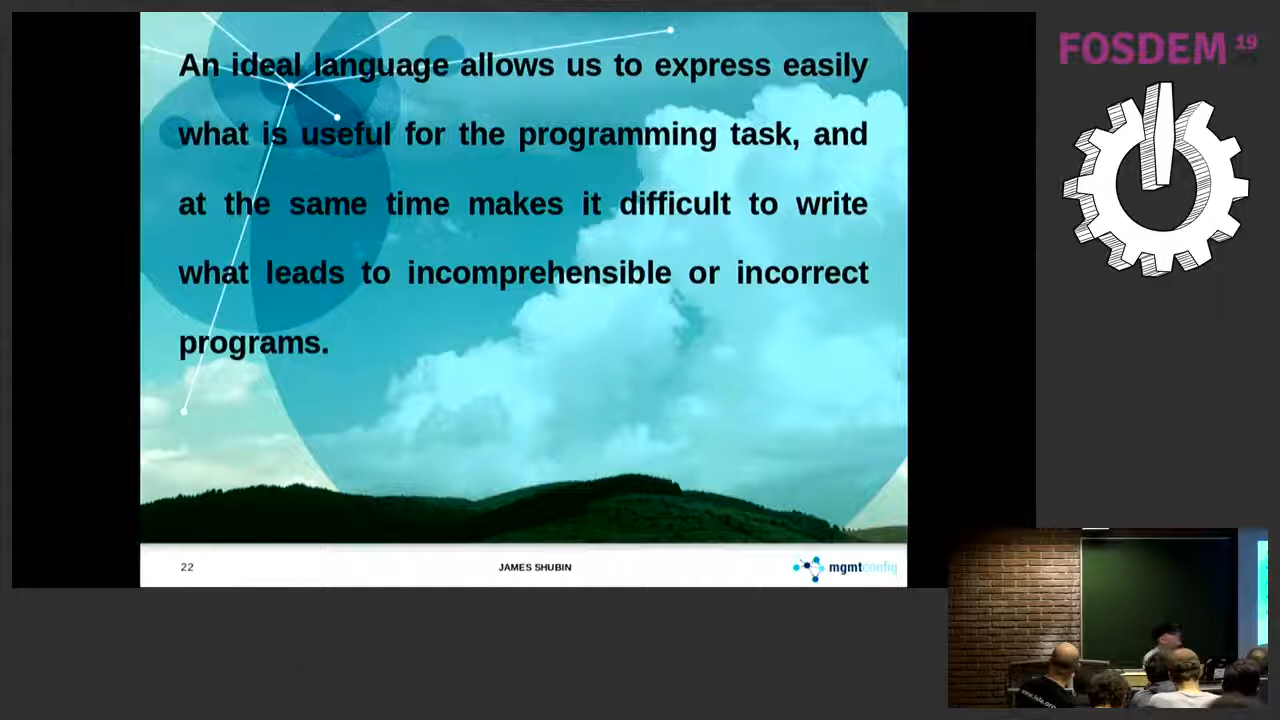 An ideal language allows us to express easily
what is useful for the programming task, and
at the same time makes it difficult to write
what leads to incomprehensible or incorrect
programs.
22
JAMES SHUBIN
mgmtconfig
FOSDEM 19